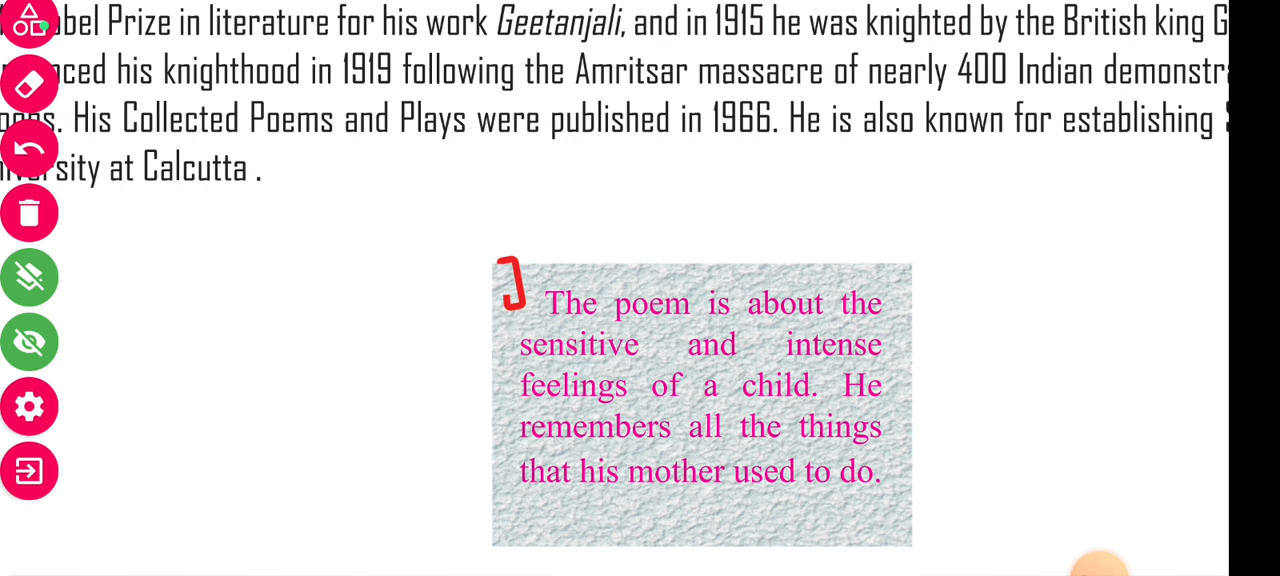 bel Prize in literature for his work Geetanjali, and in 1915 he was knighted by the British king G
ced his knighthood in 1919 following the Amritsar massacre of nearly 400 Indian demonstr
His Collected Poems and Plays were published in 1966. He is also known for establishing
sity at Calcutta .
The poem is about the
sensitive and intense
feelings of a child. He
remembers all the things
that his mother used to do.